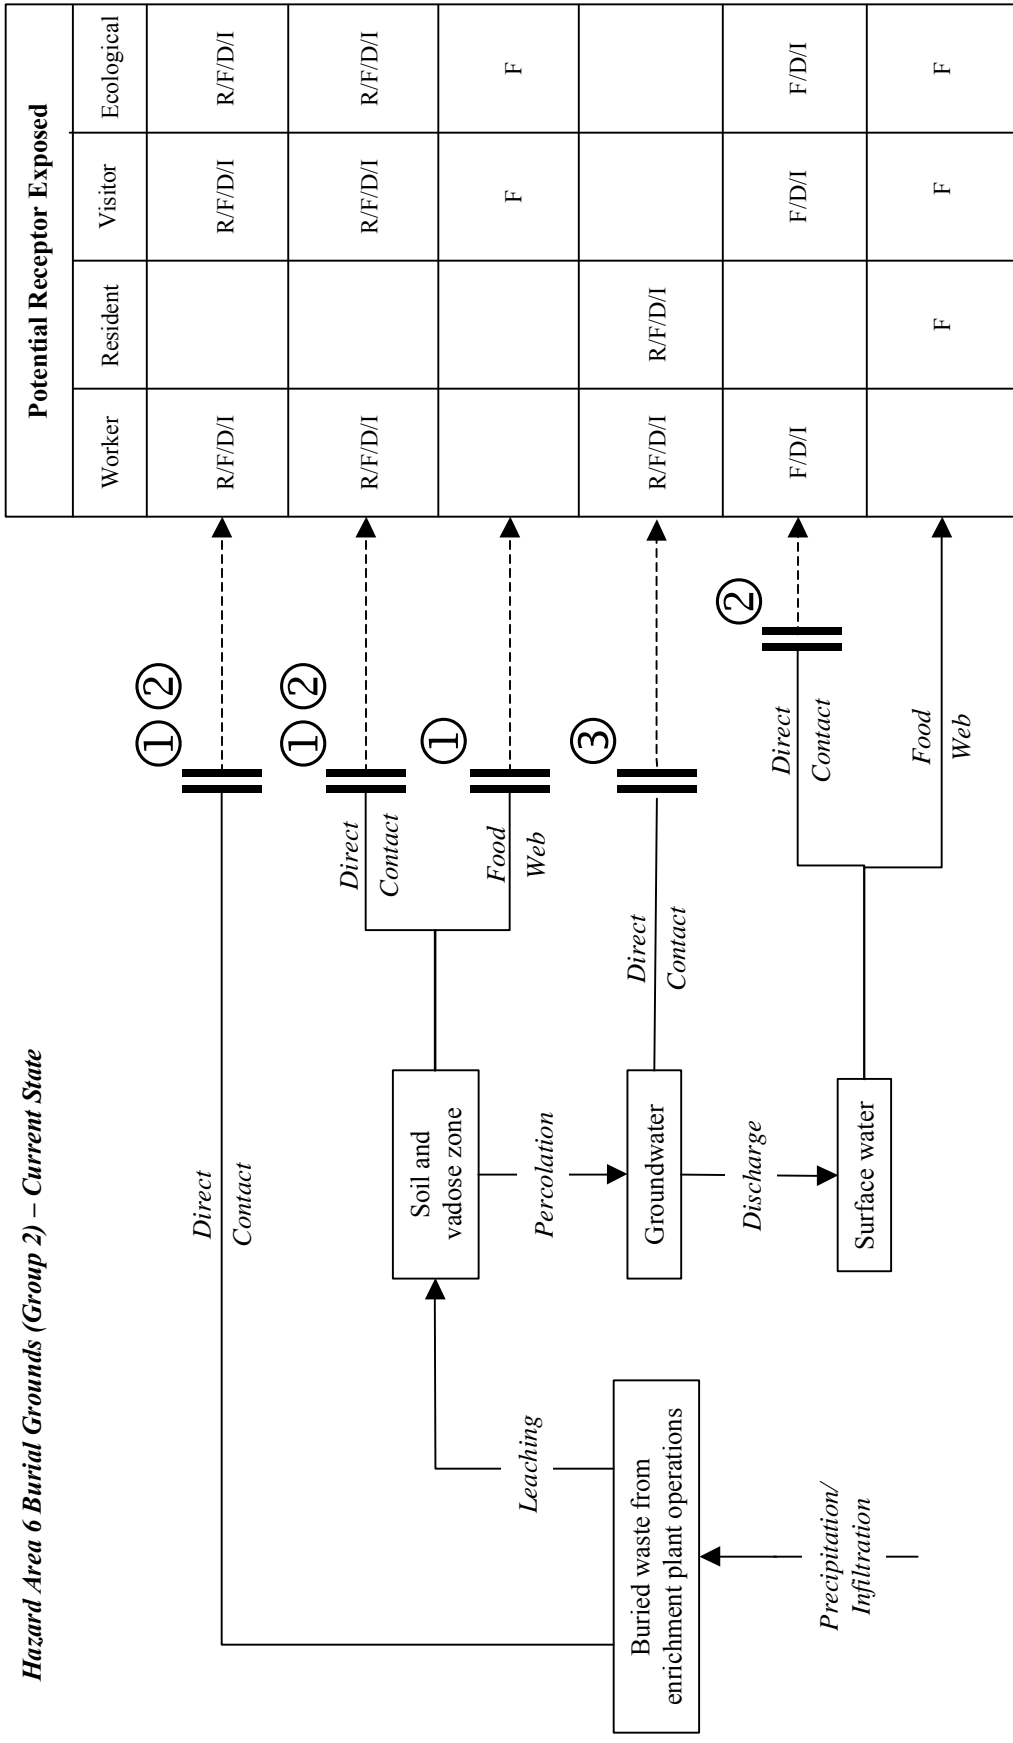 Hazard Area 6 Burial Grounds (Group 2) – Current State
Potential Receptor Exposed
Worker Resident Visitor Ecological
Direct
Contact
① ②
R/F/D/I R/F/D/I R/F/D/I
Direct
Contact
① ②
R/F/D/I R/F/D/I R/F/D/I
Soil and
vadose zone
Food
Web
①
F F
Leaching
Percolation
Groundwater
Direct
Contact
③
R/F/D/I R/F/D/I
Buried waste from
enrichment plant operations
Discharge
Direct
Contact
②
F/D/I F/D/I F/D/I
Precipitation/
Infiltration
Surface water
Food
Web
F F F